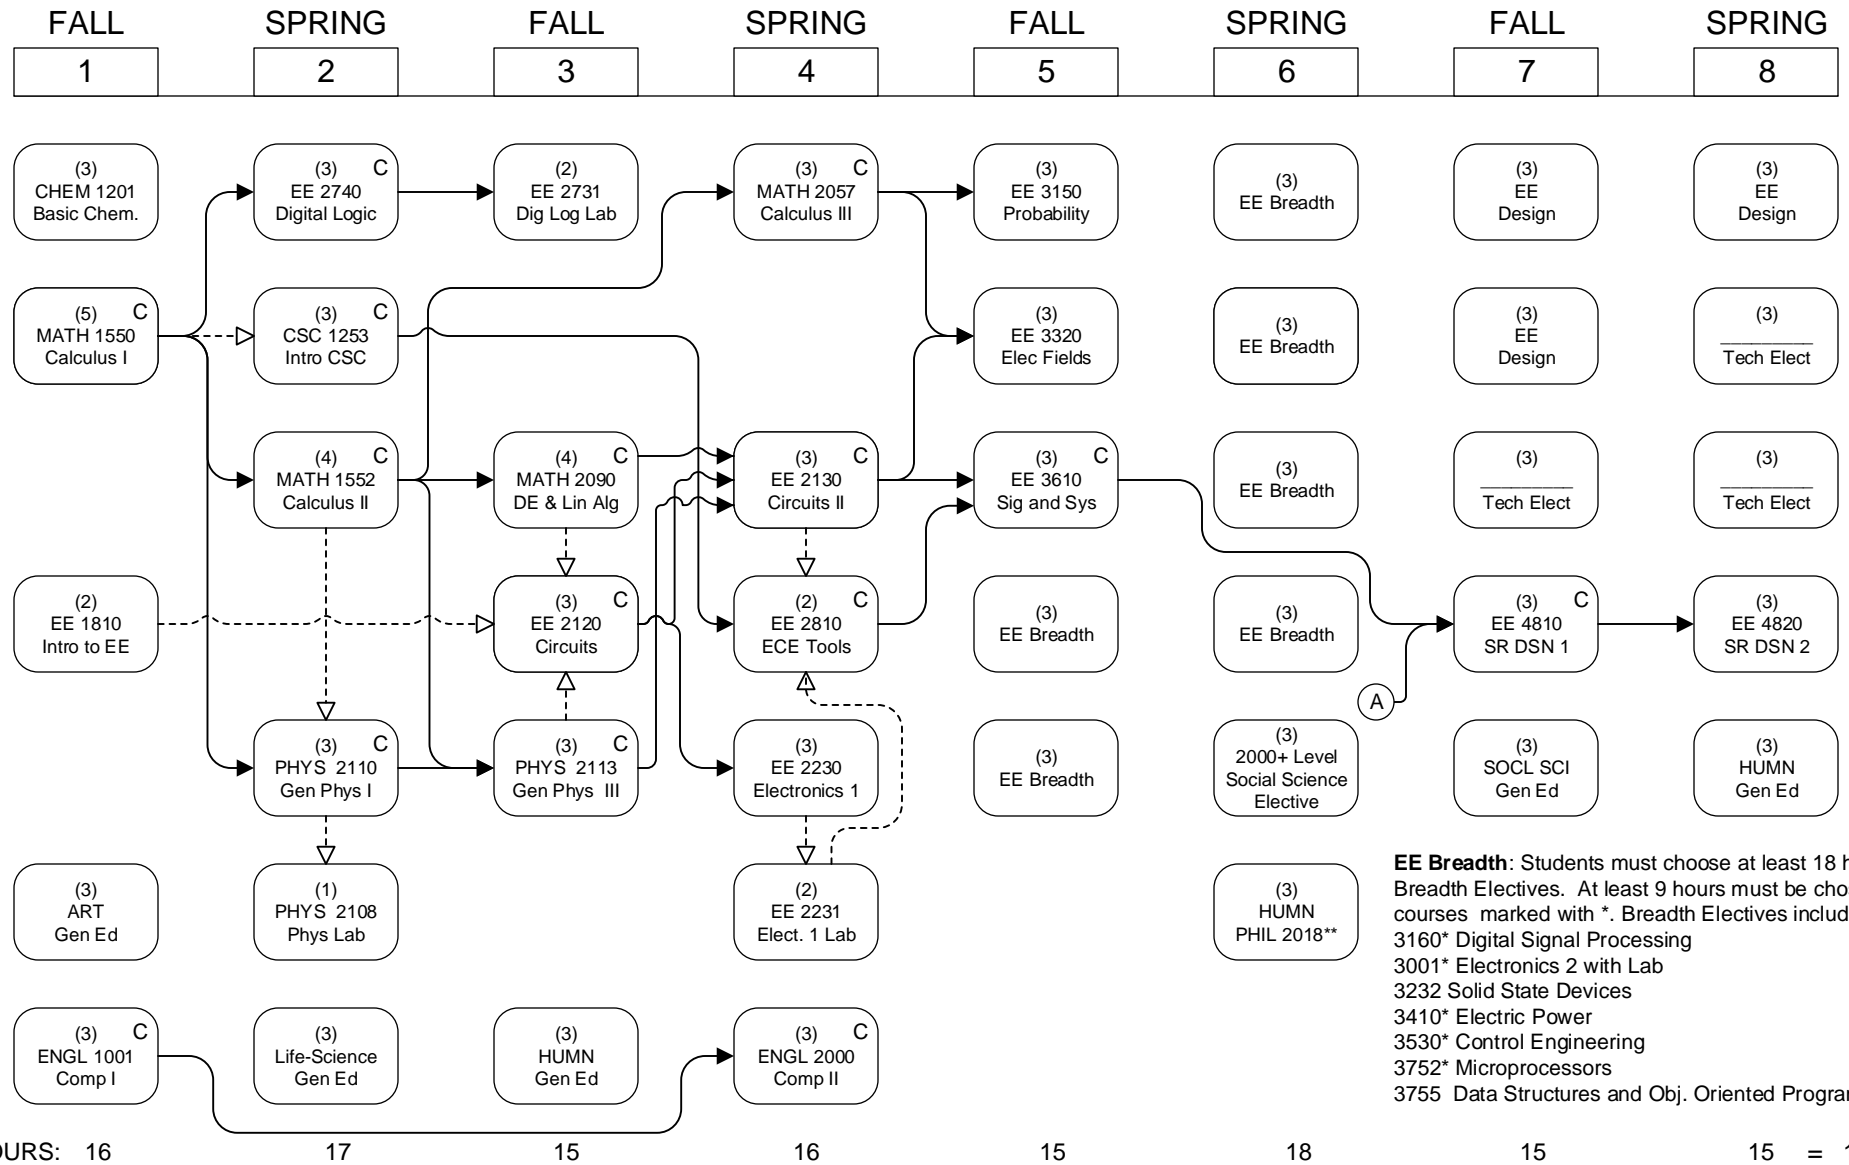 FALL SPRING FALL SPRING FALL SPRING FALL SPRING
1 2 3 4 5 6 7 8
(3)
CHEM 1201
Basic Chem.
(5) C
MATH 1550
Calculus I
(2)
EE 1810
Intro to EE
(3)
ART
Gen Ed
(3) C
ENGL 1001
Comp I
(3) C
EE 2740
Digital Logic
(3) C
CSC 1253
Intro CSC
(4) C
MATH 1552
Calculus II
(3) C
PHYS 2110
Gen Phys I
(1)
PHYS 2108
Phys Lab
(3)
Life-Science
Gen Ed
(2)
EE 2731
Dig Log Lab
(4) C
MATH 2090
DE & Lin Alg
(3) C
EE 2120
Circuits
(3) C
PHYS 2113
Gen Phys III
(3)
HUMN
Gen Ed
(3) C
MATH 2057
Calculus III
(3) C
EE 2130
Circuits II
(2) C
EE 2810
ECE Tools
(3)
EE 2230
Electronics 1
(2)
EE 2231
Elect. 1 Lab
(3) C
ENGL 2000
Comp II
(3)
EE 3150
Probability
(3)
EE 3320
Elec Fields
(3) C
EE 3610
Sig and Sys
(3)
EE Breadth
(3)
EE Breadth
(3)
EE Breadth
(3)
EE Breadth
(3)
EE Breadth
(3)
EE Breadth
(3)
2000+ Level
Social Science
Elective
(3)
HUMN
PHIL 2018**
A
(3)
EE
Design
(3)
EE
Design
(3)
_________
Tech Elect
(3) C
EE 4810
SR DSN 1
(3)
SOCL SCI
Gen Ed
(3)
EE
Design
(3)
_________
Tech Elect
(3)
_________
Tech Elect
(3)
EE 4820
SR DSN 2
(3)
HUMN
Gen Ed
EE Breadth: Students must choose at least 18 h
Breadth Electives. At least 9 hours must be cho
courses marked with *. Breadth Electives includ
3160* Digital Signal Processing
3001* Electronics 2 with Lab
3232 Solid State Devices
3410* Electric Power
3530* Control Engineering
3752* Microprocessors
3755 Data Structures and Obj. Oriented Progra
OURS: 16 17 15 16 15 18 15 15 = 1